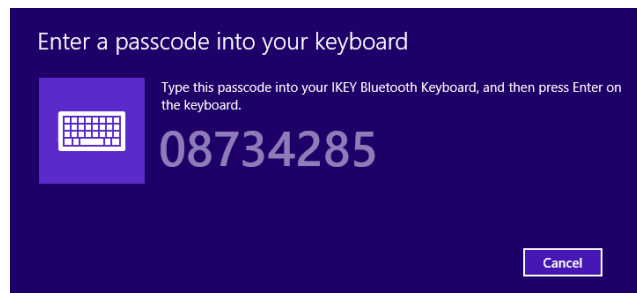 Enter a passcode into your keyboard
Type this passcode into your IKEY Bluetooth Keyboard, and then press Enter on
the keyboard.
08734285
Cancel